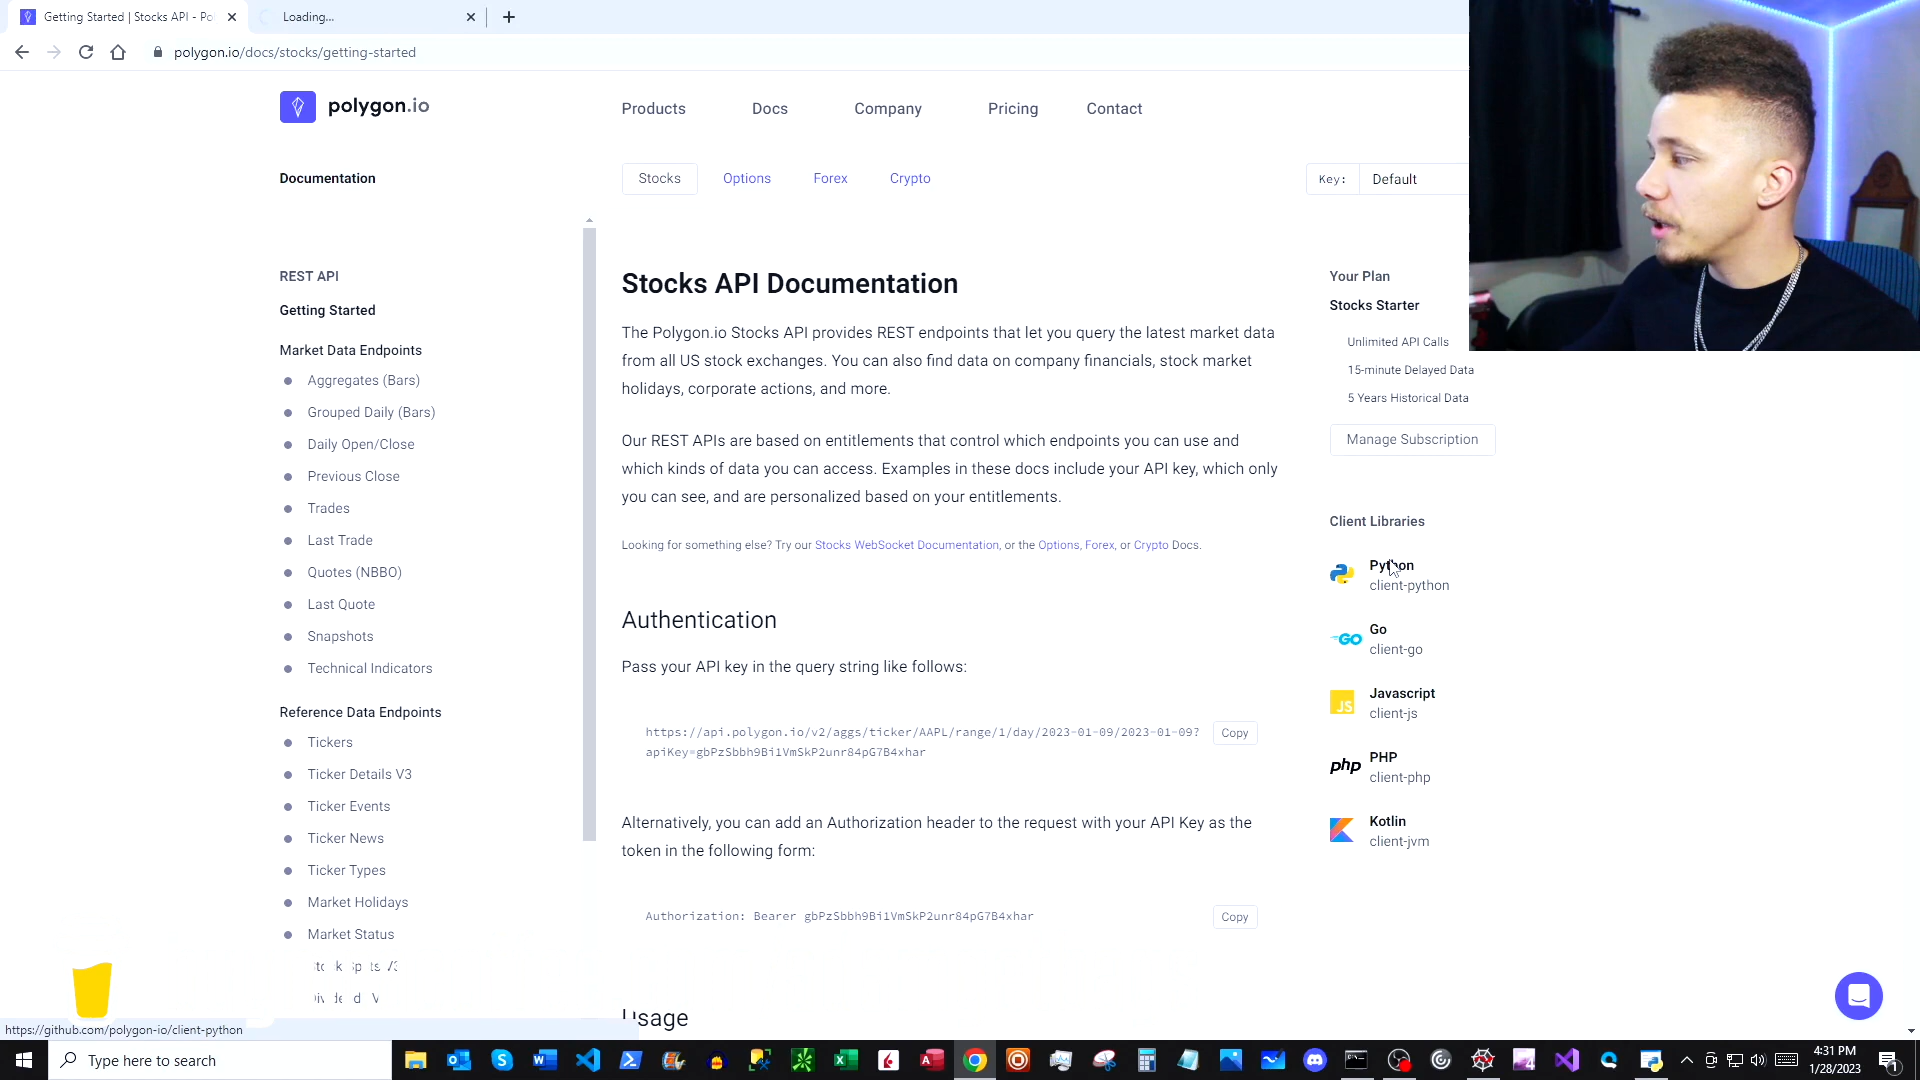 Getting Started | Stocks API - Po
Loading...
polygon.io/docs/stocks/getting-started
polygon.io
Products
Docs
Company
Pricing
Contact
Documentation
Stocks
Options
Forex
Crypto
Key:
Default
REST API
Getting Started
Market Data Endpoints
Aggregates (Bars)
Grouped Daily (Bars)
Daily Open/Close
Previous Close
Trades
Last Trade
Quotes (NBBO)
Last Quote
Snapshots
Technical Indicators
Reference Data Endpoints
Tickers
Ticker Details V3
Ticker Events
Ticker News
Ticker Types
Market Holidays
Market Status
Stocks API Documentation
The Polygon.io Stocks API provides REST endpoints that let you query the latest market data
from all US stock exchanges. You can also find data on company financials, stock market
holidays, corporate actions, and more.
Our REST APIs are based on entitlements that control which endpoints you can use and
which kinds of data you can access. Examples in these docs include your API key, which only
you can see, and are personalized based on your entitlements.
Looking for something else? Try our Stocks WebSocket Documentation, or the Options, Forex, or Crypto Docs.
Authentication
Pass your API key in the query string like follows:
https://api.polygon.io/v2/aggs/ticker/AAPL/range/1/day/2023-01-09/2023-01-09?
apiKey=gbPzSbbh9Bi1VmSkP2unr84pG7B4xhar
Copy
Alternatively, you can add an Authorization header to the request with your API Key as the
token in the following form:
Authorization: Bearer gbPzSbbh9Bi1VmSkP2unr84pG7B4xhar
Copy
Usage
Your Plan
Stocks Starter
Unlimited API Calls
15-minute Delayed Data
5 Years Historical Data
Manage Subscription
Client Libraries
Python
client-python
GO
Go
client-go
JS
Javascript
client-js
php
PHP
client-php
Kotlin
client-jvm
https://github.com/polygon-io/client-python
Type here to search
4:31 PM
1/28/2023